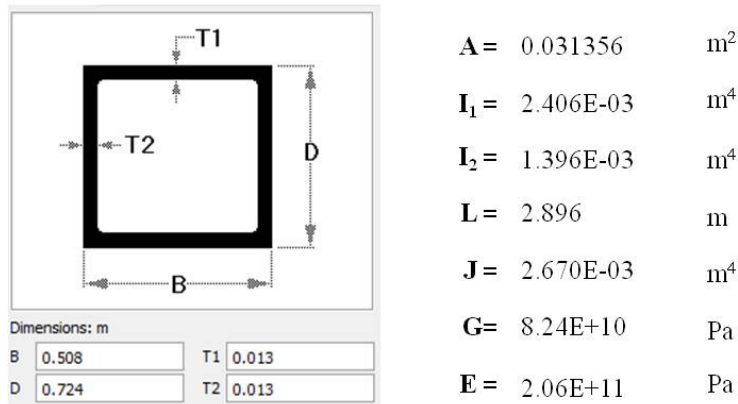 T1
T2
D
B
Dimensions: m
B 0.508 T1 0.013
D 0.724 T2 0.013
A = 0.031356 m²
I₁ = 2.406E-03 m⁴
I₂ = 1.396E-03 m⁴
L = 2.896 m
J = 2.670E-03 m⁴
G= 8.24E+10 Pa
E = 2.06E+11 Pa